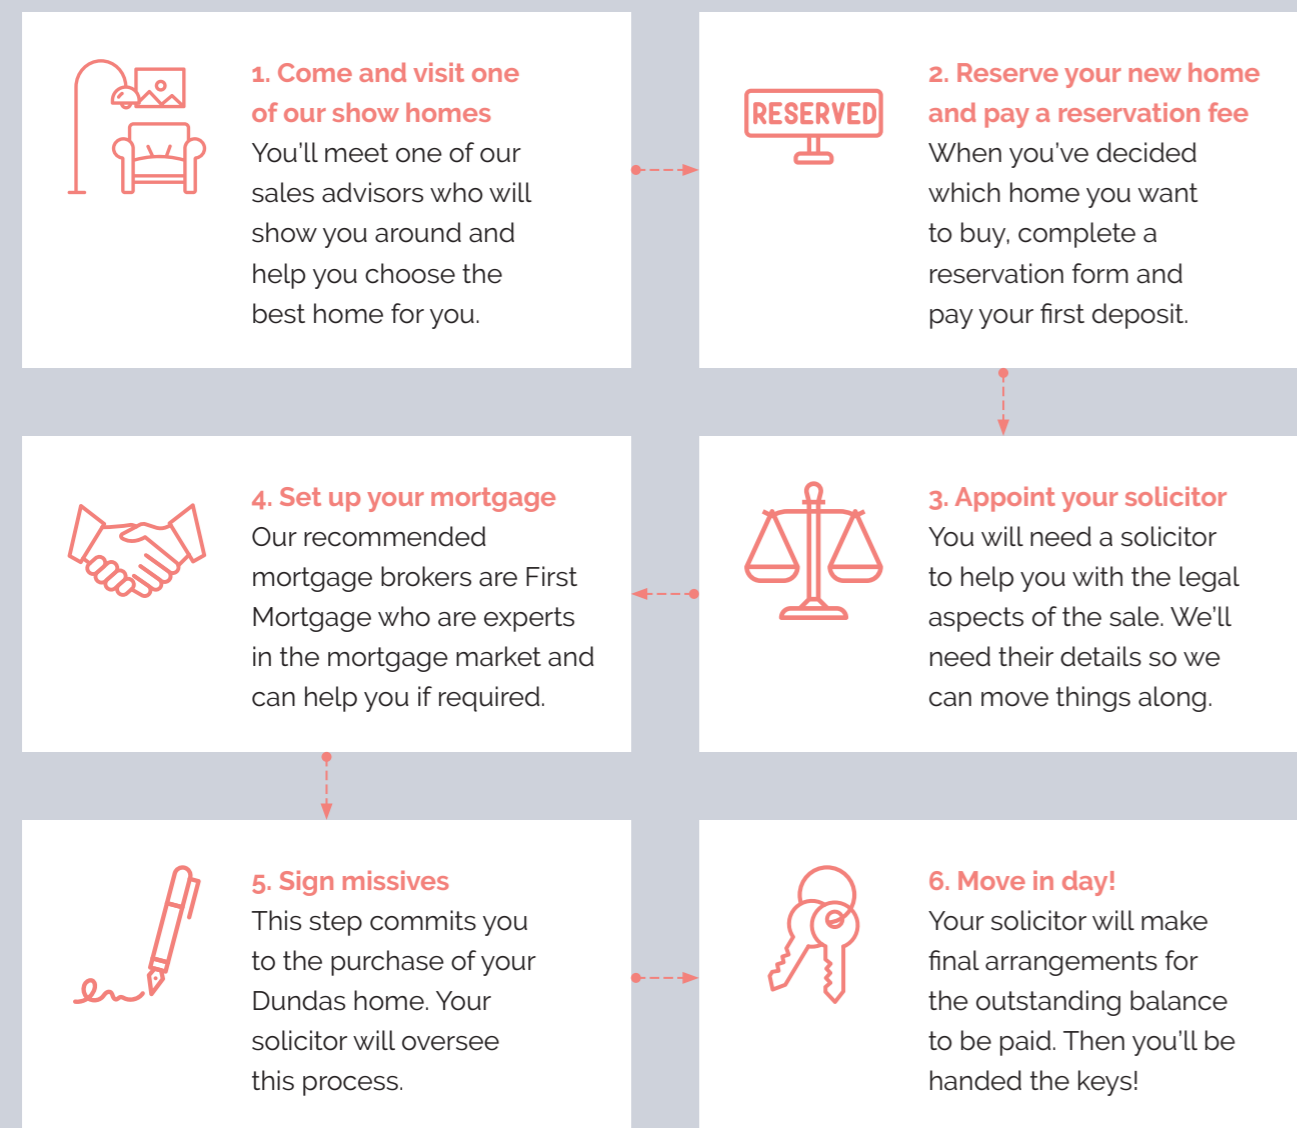 1. Come and visit one
of our show homes
You'll meet one of our
sales advisors who will
show you around and
help you choose the
best home for you.
RESERVED
2. Reserve your new home
and pay a reservation fee
When you've decided
which home you want
to buy, complete a
reservation form and
pay your first deposit.
3. Appoint your solicitor
You will need a solicitor
to help you with the legal
aspects of the sale. We'll
need their details so we
can move things along.
4. Set up your mortgage
Our recommended
mortgage brokers are First
Mortgage who are experts
in the mortgage market and
can help you if required.
5. Sign missives
This step commits you
to the purchase of your
Dundas home. Your
solicitor will oversee
this process.
6. Move in day!
Your solicitor will make
final arrangements for
the outstanding balance
to be paid. Then you'll be
handed the keys!